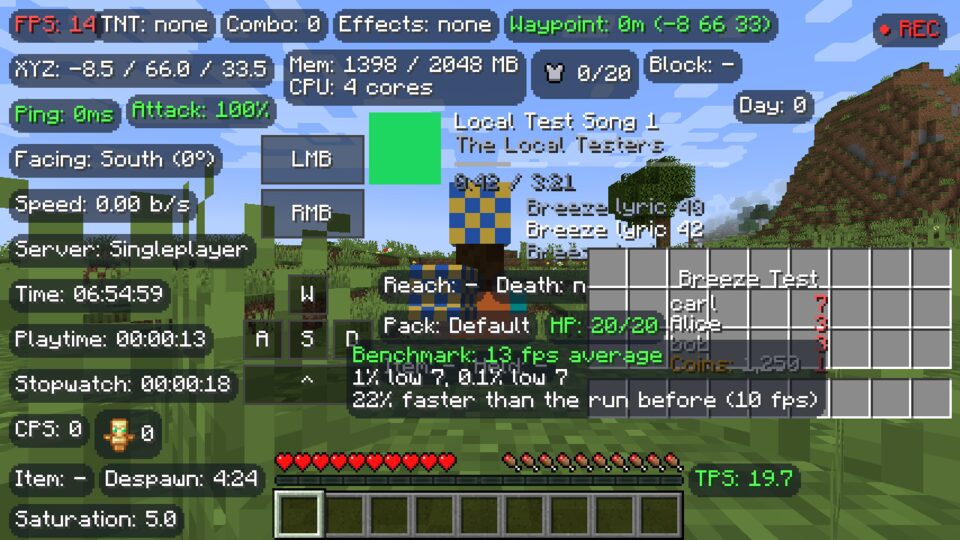 FPS: 14 TNT: none Combo: 0 Effects: none Waypoint: 0m (-8 66 33) REC
XYZ: -8.5 / 66.0 / 33.5 Mem: 1398 / 2048 MB 0/20 Block: -
CPU: 4 cores
Ping: 0ms Attack: 100% Day: 0
Local Test Song 1
The Local Testers
0:42 / 3:21
Facing: South (0°) LMB
Speed: 0.00 b/s RMB
Breeze lyric 40
Breeze lyric 42
Server: Singleplayer
Time: 06:54:59 W
Reach: - Death: n
Breeze Test
carl 7
Alice 3
bob 3
Coins: 1,250 1
Playtime: 00:00:13 A S D
Pack: Default HP: 20/20
Benchmark: 13 fps average
1% low 7, 0.1% low 7
22% faster than the run before (10 fps)
Stopwatch: 00:00:18 ^
CPS: 0 0
Item: - Despawn: 4:24 TPS: 19.7
Saturation: 5.0